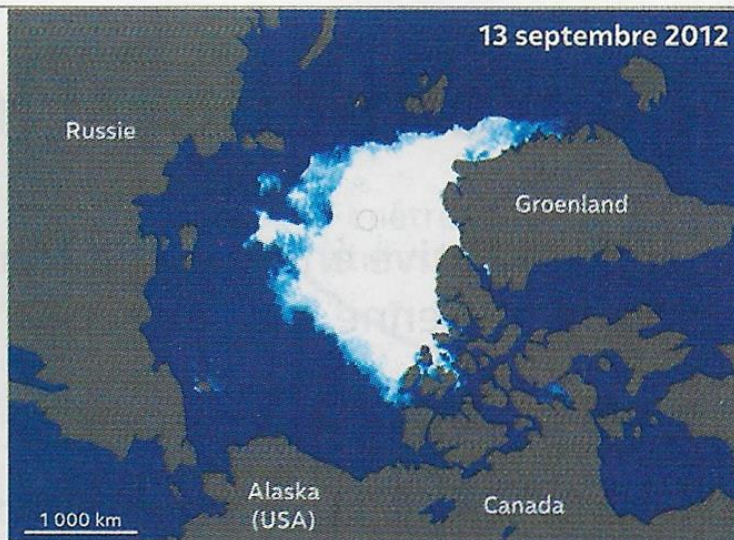 13 septembre 2012
Russie
Groenland
Alaska
(USA)
Canada
1 000 km